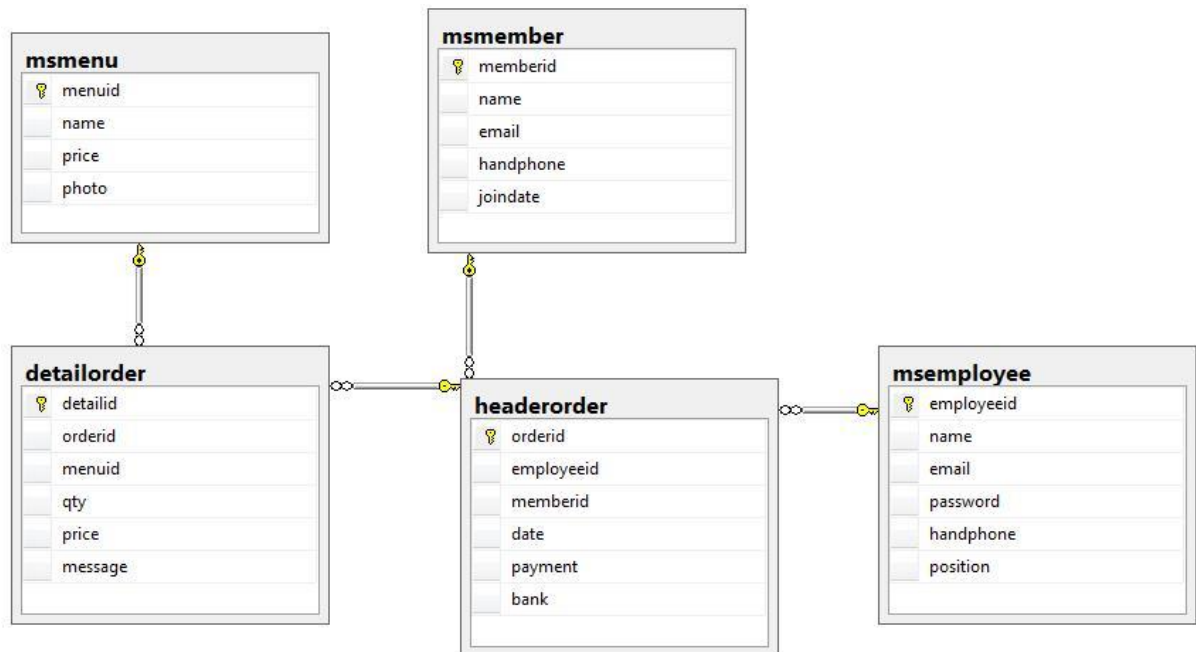 msmenu
menuid
name
price
photo
msmember
memberid
name
email
handphone
joindate
detailorder
detailid
orderid
menuid
qty
price
message
headerorder
orderid
employeeid
memberid
date
payment
bank
msemployee
employeeid
name
email
password
handphone
position